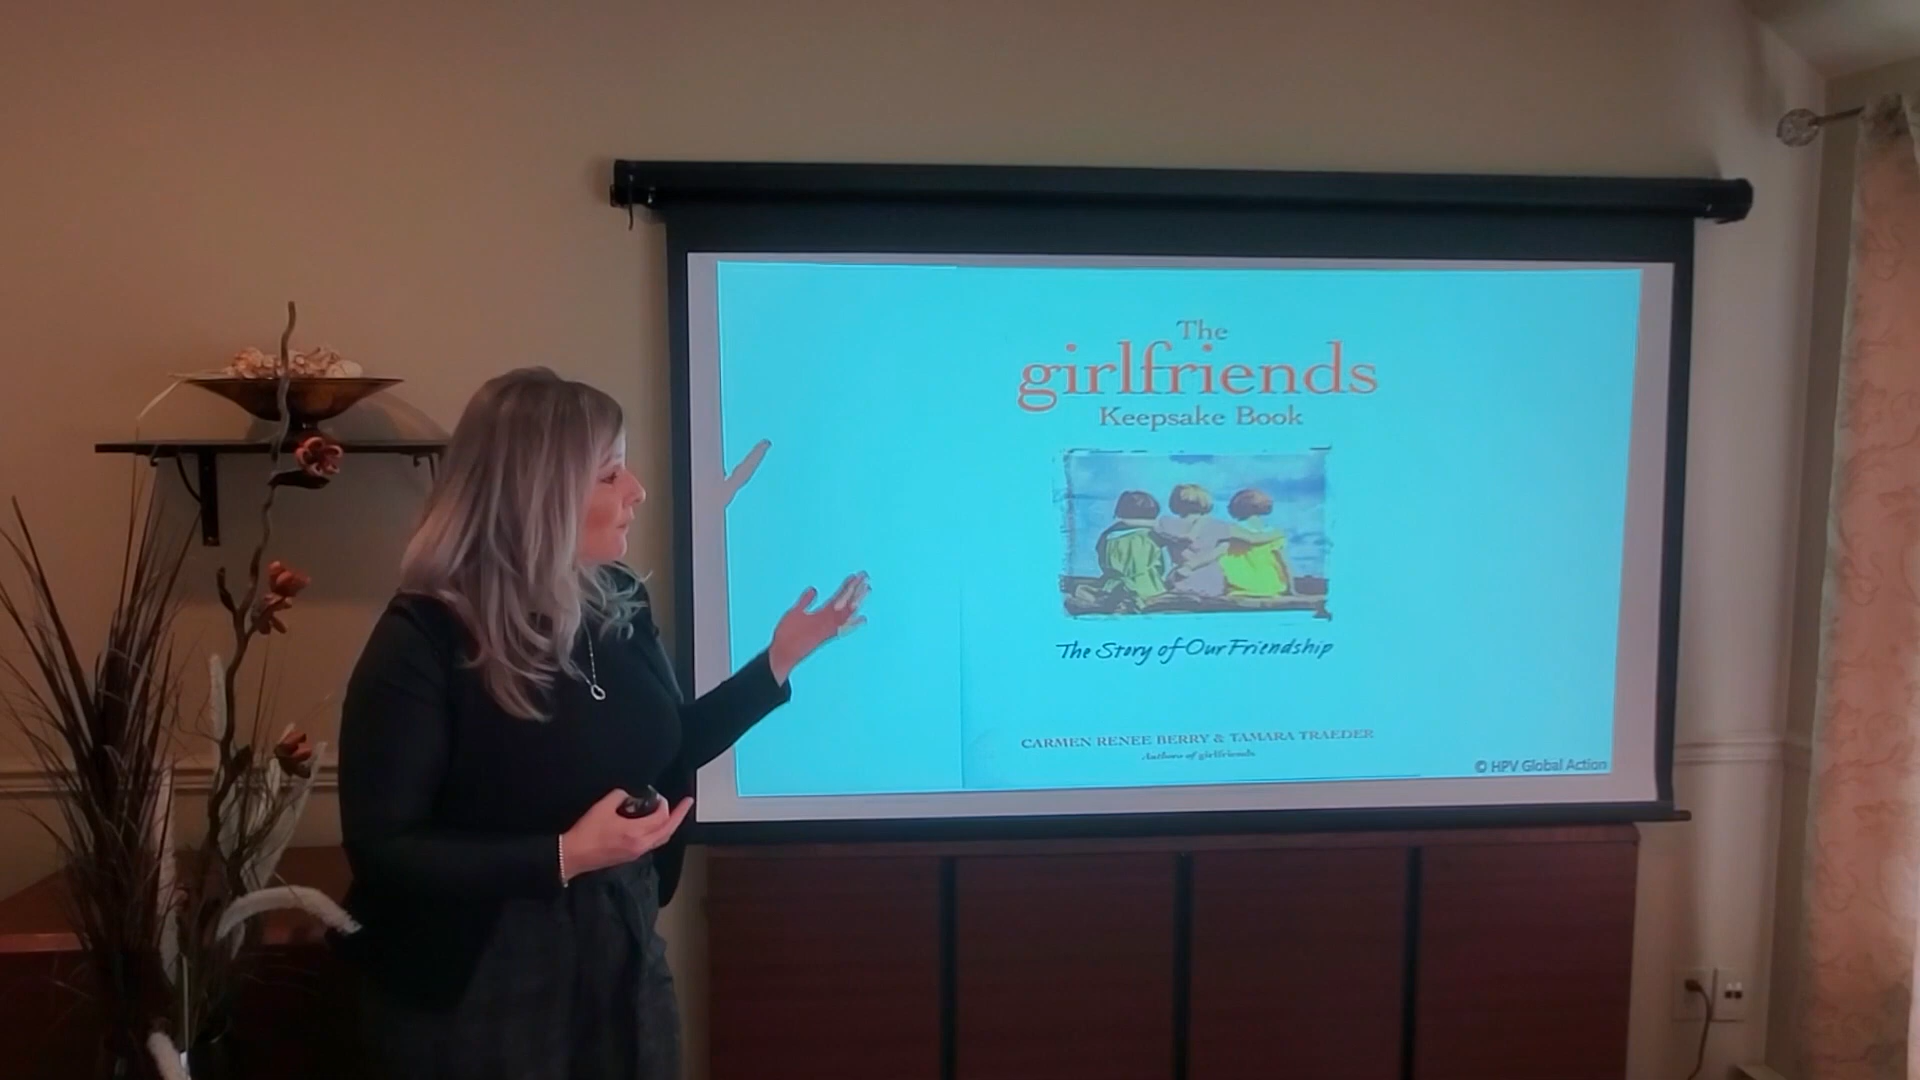 The
girlfriends
Keepsake Book
The Story of Our Friendship
CARMEN RENEE BERRY & TAMARA TRAEDER
Authors of girlfriends
© HPV Global Action